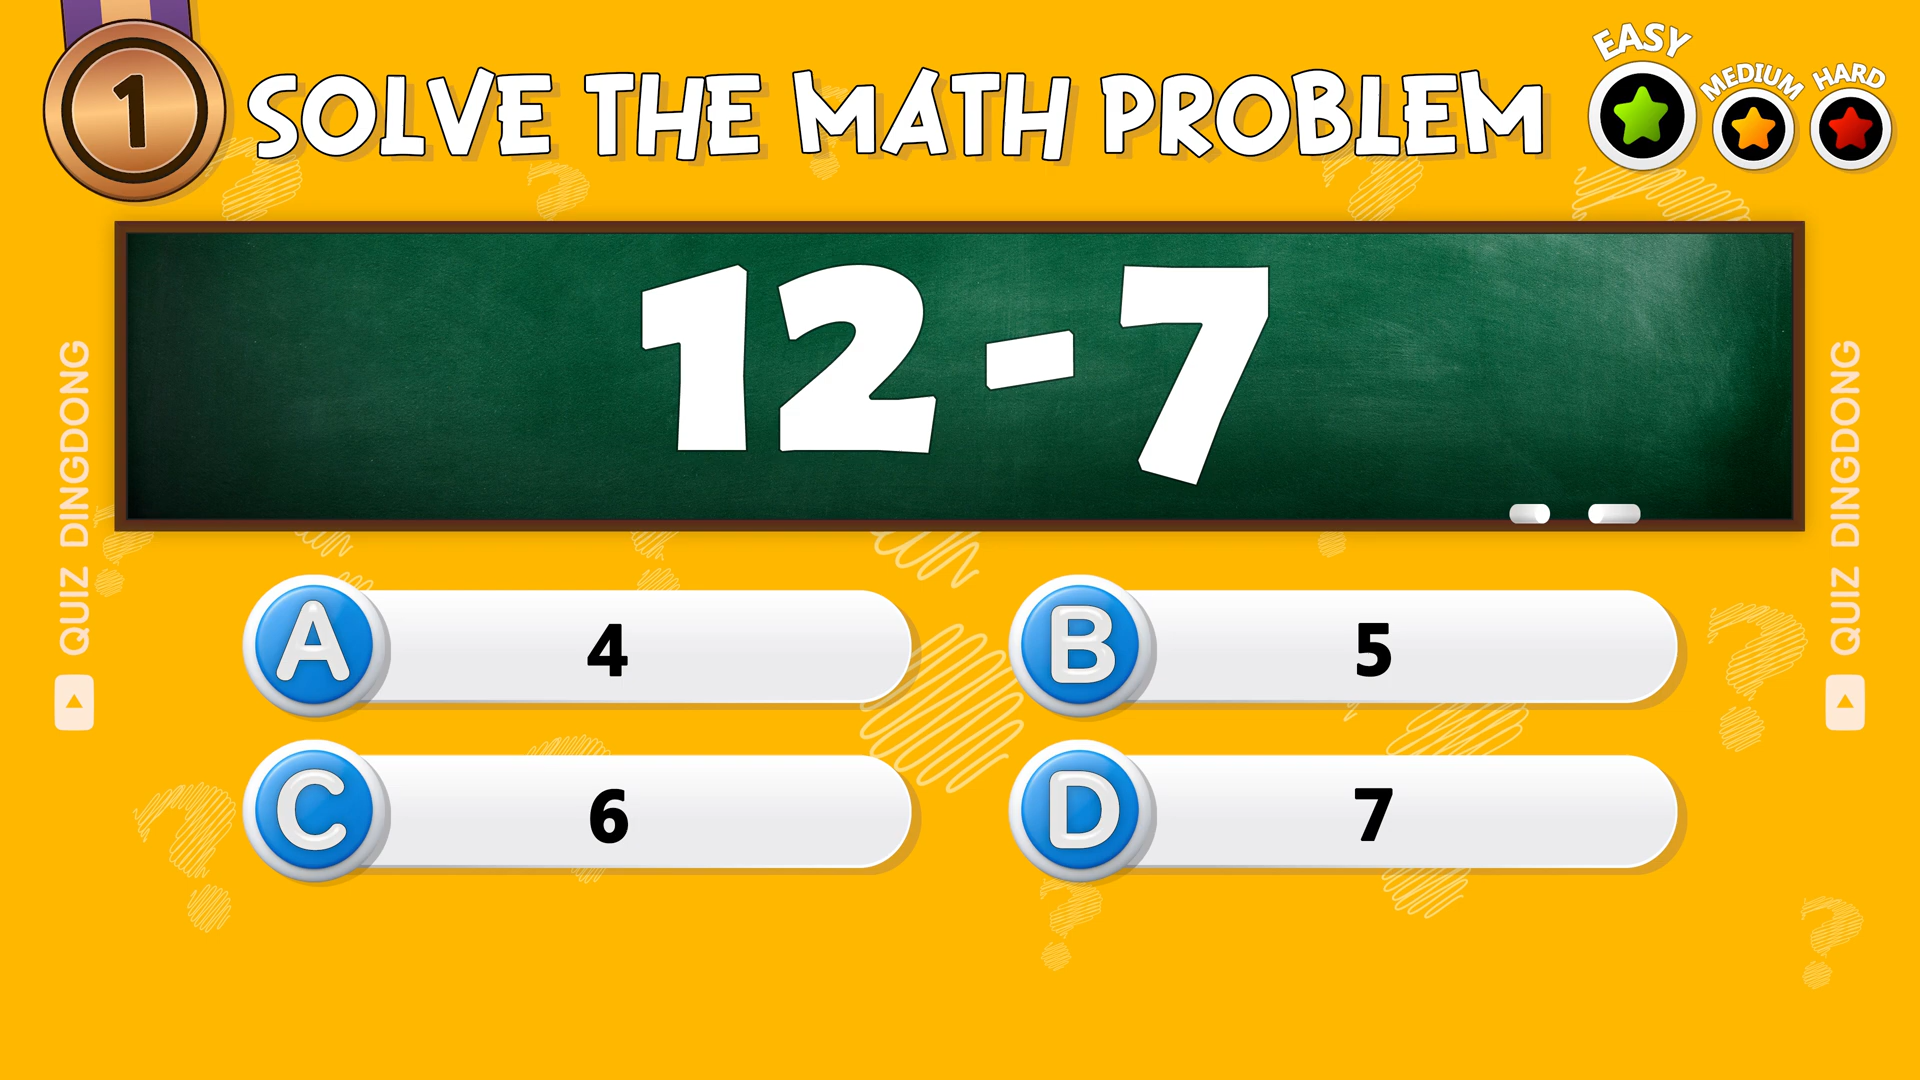 1
SOLVE THE MATH PROBLEM
EASY
MEDIUM
HARD
12-7
A 4
B 5
C 6
D 7
QUIZ DINGDONG
QUIZ DINGDONG